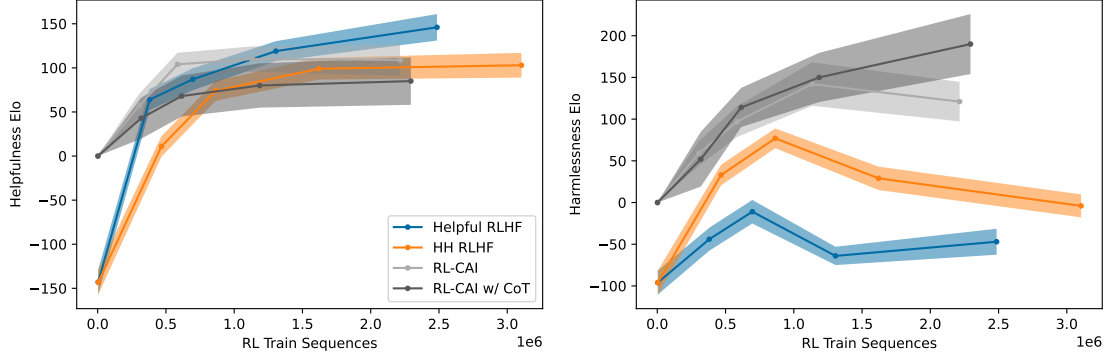 150
100
50
0
−50
−100
−150
Helpfulness Elo
0.0
0.5
1.0
1.5
2.0
2.5
3.0
RL Train Sequences
1e6
Helpful RLHF
HH RLHF
RL-CAI
RL-CAI w/ CoT
200
150
100
50
0
−50
−100
Harmlessness Elo
0.0
0.5
1.0
1.5
2.0
2.5
3.0
RL Train Sequences
1e6